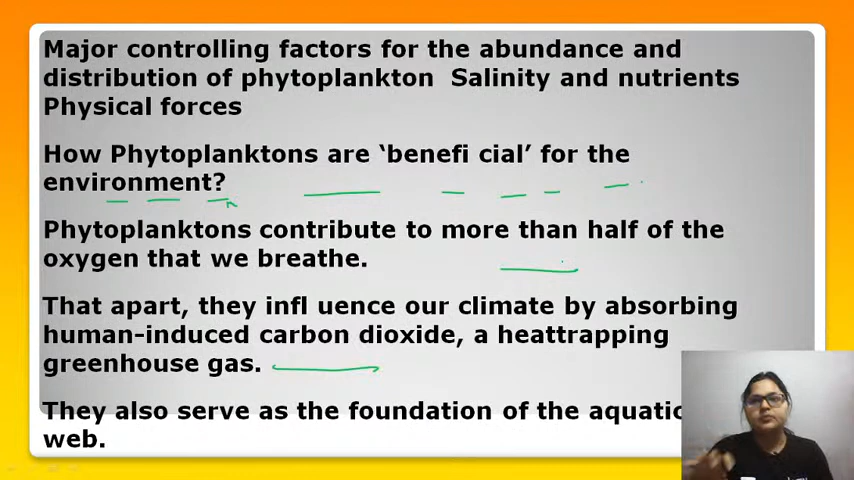 Major controlling factors for the abundance and
distribution of phytoplankton Salinity and nutrients
Physical forces
How Phytoplanktons are ‘benefi cial’ for the
environment?
Phytoplanktons contribute to more than half of the
oxygen that we breathe.
That apart, they infl uence our climate by absorbing
human-induced carbon dioxide, a heattrapping
greenhouse gas.
They also serve as the foundation of the aquatic
web.